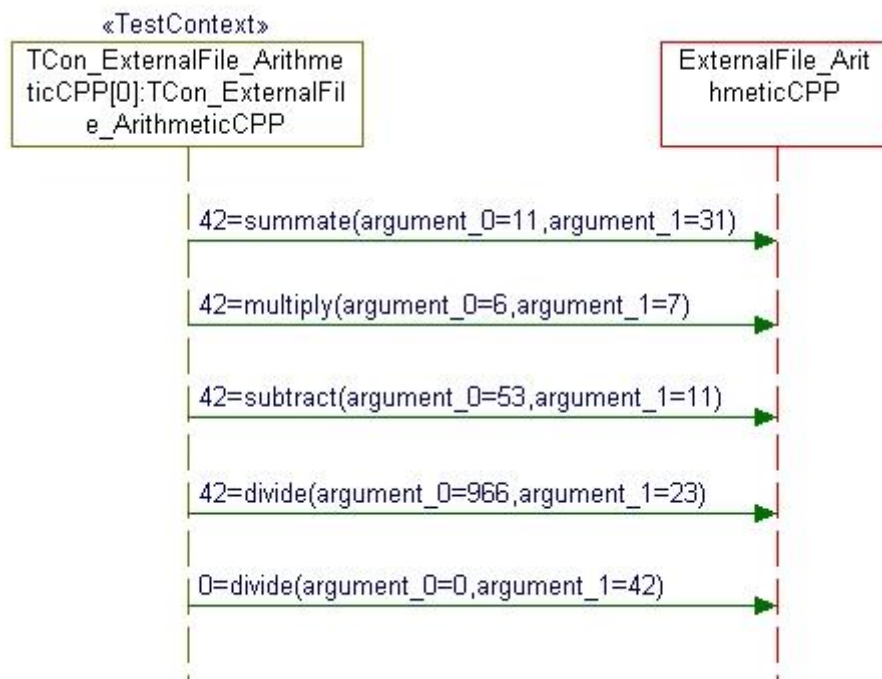 «TestContext»
TCon_ExternalFile_Arithme
ticCPP[0]:TCon_ExternalFil
e_ArithmeticCPP
ExternalFile_Arit
hmeticCPP
42=summate(argument_0=11,argument_1=31)
42=multiply(argument_0=6,argument_1=7)
42=subtract(argument_0=53,argument_1=11)
42=divide(argument_0=966,argument_1=23)
0=divide(argument_0=0,argument_1=42)